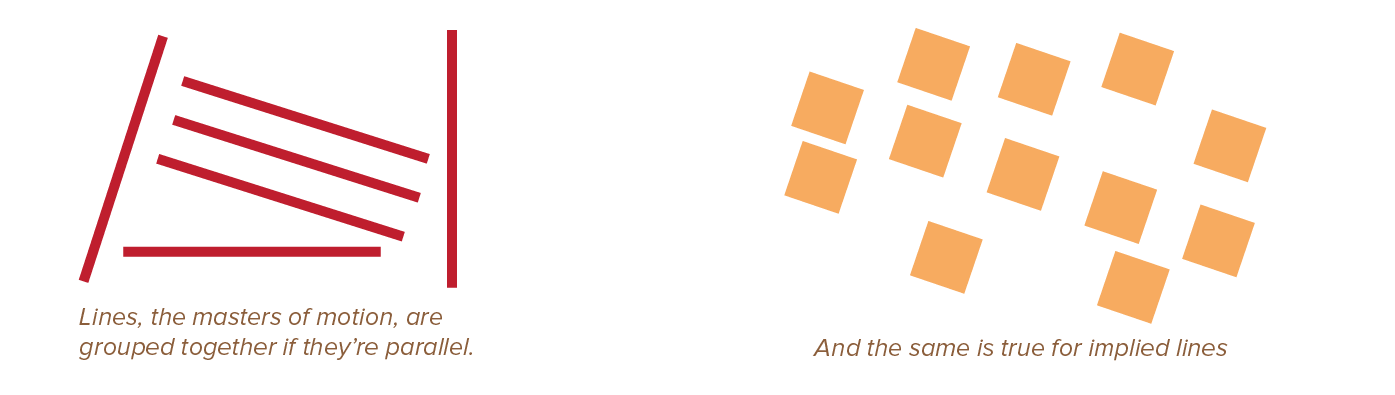 Lines, the masters of motion, are
grouped together if they’re parallel.
And the same is true for implied lines